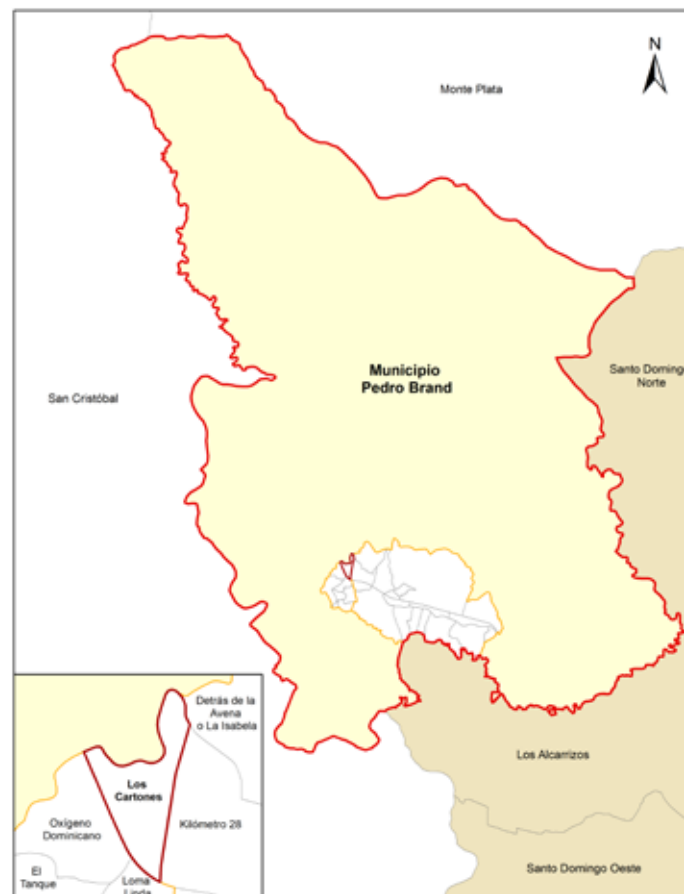 N
Monte Plata
Municipio
Pedro Brand
Santo Domingo
Norte
San Cristóbal
Detrás de la
Avena
o La Isabela
Los
Cartones
Oxígeno
Dominicano
Kilómetro 28
El
Tanque
Loma
Linda
Los Alcarrizos
Santo Domingo Oeste